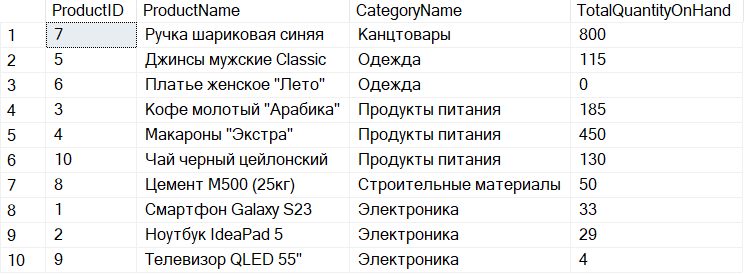 ProductID ProductName CategoryName TotalQuantityOnHand
1 7 Ручка шариковая синяя Канцтовары 800
2 5 Джинсы мужские Classic Одежда 115
3 6 Платье женское "Лето" Одежда 0
4 3 Кофе молотый "Арабика" Продукты питания 185
5 4 Макароны "Экстра" Продукты питания 450
6 10 Чай черный цейлонский Продукты питания 130
7 8 Цемент М500 (25кг) Строительные материалы 50
8 1 Смартфон Galaxy S23 Электроника 33
9 2 Ноутбук IdeaPad 5 Электроника 29
10 9 Телевизор QLED 55" Электроника 4